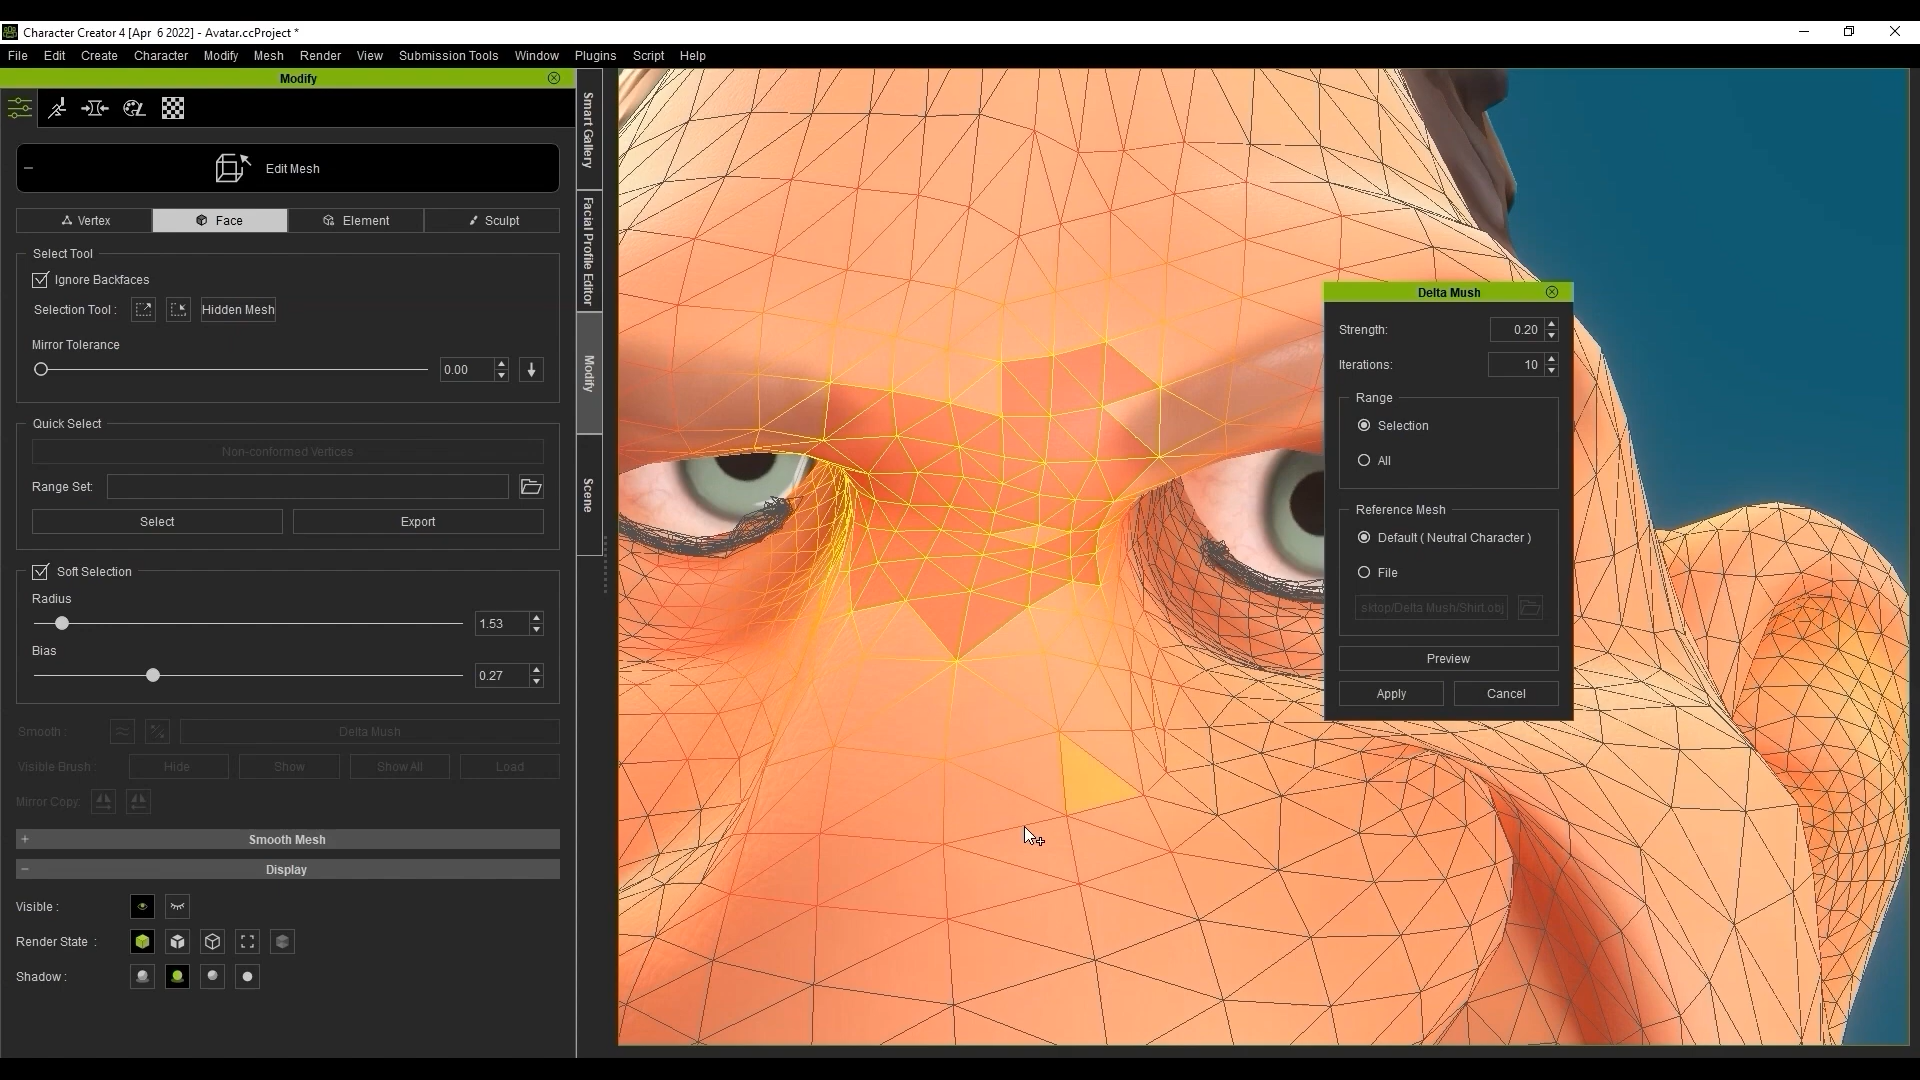 Character Creator 4 [Apr  6 2022] - Avatar.ccProject *
File Edit Create Character Modify Mesh Render View Submission Tools Window Plugins Script Help
Modify
Edit Mesh
Vertex Face Element Sculpt
Select Tool
Ignore Backfaces
Selection Tool : Hidden Mesh
Mirror Tolerance
0.00
Quick Select
Non-conformed Vertices
Range Set:
Select Export
Soft Selection
Radius
1.53
Bias
0.27
Smooth : Delta Mush
Visible Brush : Hide Show Show All Load
Mirror Copy:
Smooth Mesh
Display
Visible :
Render State :
Shadow :
Smart Gallery
Facial Profile Editor
Modify
Scene
Delta Mush
Strength: 0.20
Iterations: 10
Range
Selection
All
Reference Mesh
Default ( Neutral Character )
File
sktop/Delta Mush/Shirt.obj
Preview
Apply Cancel